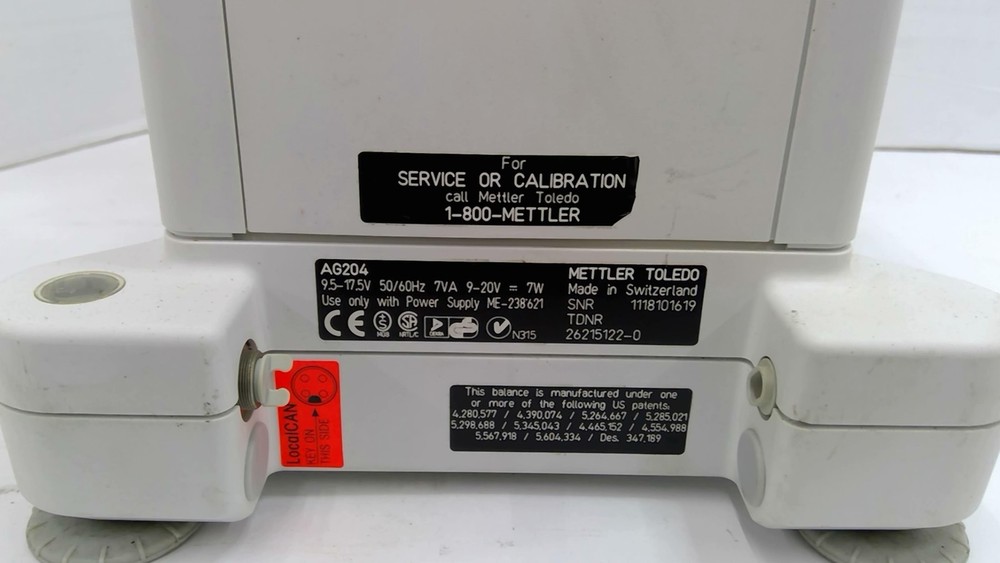 For
SERVICE OR CALIBRATION
call Mettler Toledo
1-800-METTLER
AG204
9.5-17.5V 50/60Hz 7VA 9-20V = 7W
Use only with Power Supply ME-238'621
METTLER TOLEDO
Made in Switzerland
SNR 1118101619
TDNR
26215122-0
CE
NRTL/C
N315
LocalCAN
KEY ON
THIS SIDE
This balance is manufactured under one
or more of the following US patents:
4,280,577 / 4,390,074 / 5,264,667 / 5,285,021
5,298,688 / 5,345,043 / 4,465,152 / 4,554,988
5,567,918 / 5,604,334 / Des. 347,189